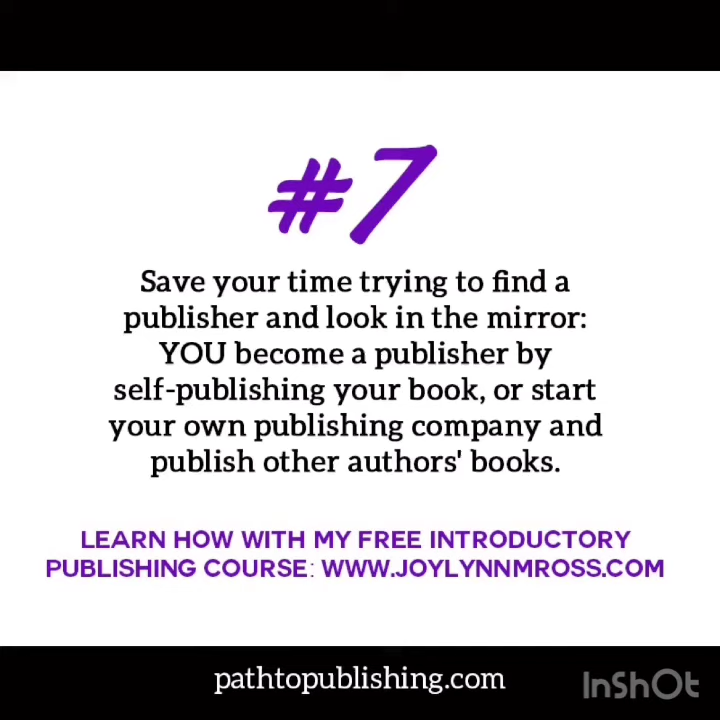 #7
Save your time trying to find a
publisher and look in the mirror:
YOU become a publisher by
self-publishing your book, or start
your own publishing company and
publish other authors' books.
LEARN HOW WITH MY FREE INTRODUCTORY
PUBLISHING COURSE: WWW.JOYLYNNMROSS.COM
pathtopublishing.com
InShOt